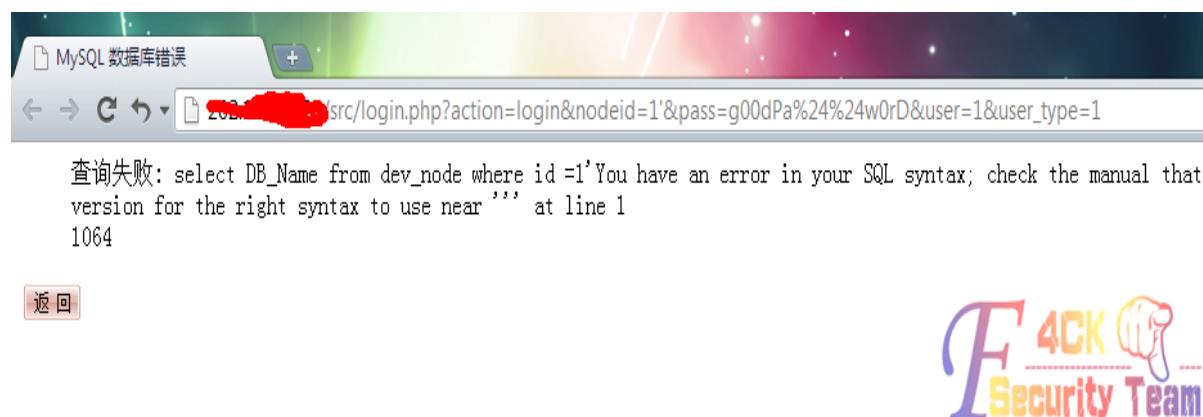 MySQL 数据库错误
/src/login.php?action=login&nodeid=1'&pass=g00dPa%24%24w0rD&user=1&user_type=1
查询失败: select DB_Name from dev_node where id =1'You have an error in your SQL syntax; check the manual that
version for the right syntax to use near ''' at line 1
1064
返回
F4CK
Security Team